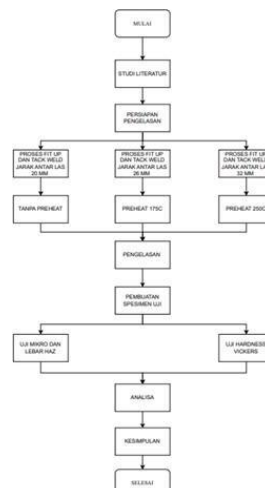 MULAI
STUDI LITERATUR
PERSIAPAN
PENGELASAN
PROSES FIT UP
DAN TACK WELD
JARAK ANTAR LAS
20 MM
PROSES FIT UP
DAN TACK WELD
JARAK ANTAR LAS
26 MM
PROSES FIT UP
DAN TACK WELD
JARAK ANTAR LAS
32 MM
TANPA PREHEAT
PREHEAT 175C
PREHEAT 250C
PENGELASAN
PEMBUATAN
SPESIMEN UJI
UJI MIKRO DAN
LEBAR HAZ
UJI HARDNESS
VICKERS
ANALISA
KESIMPULAN
SELESAI